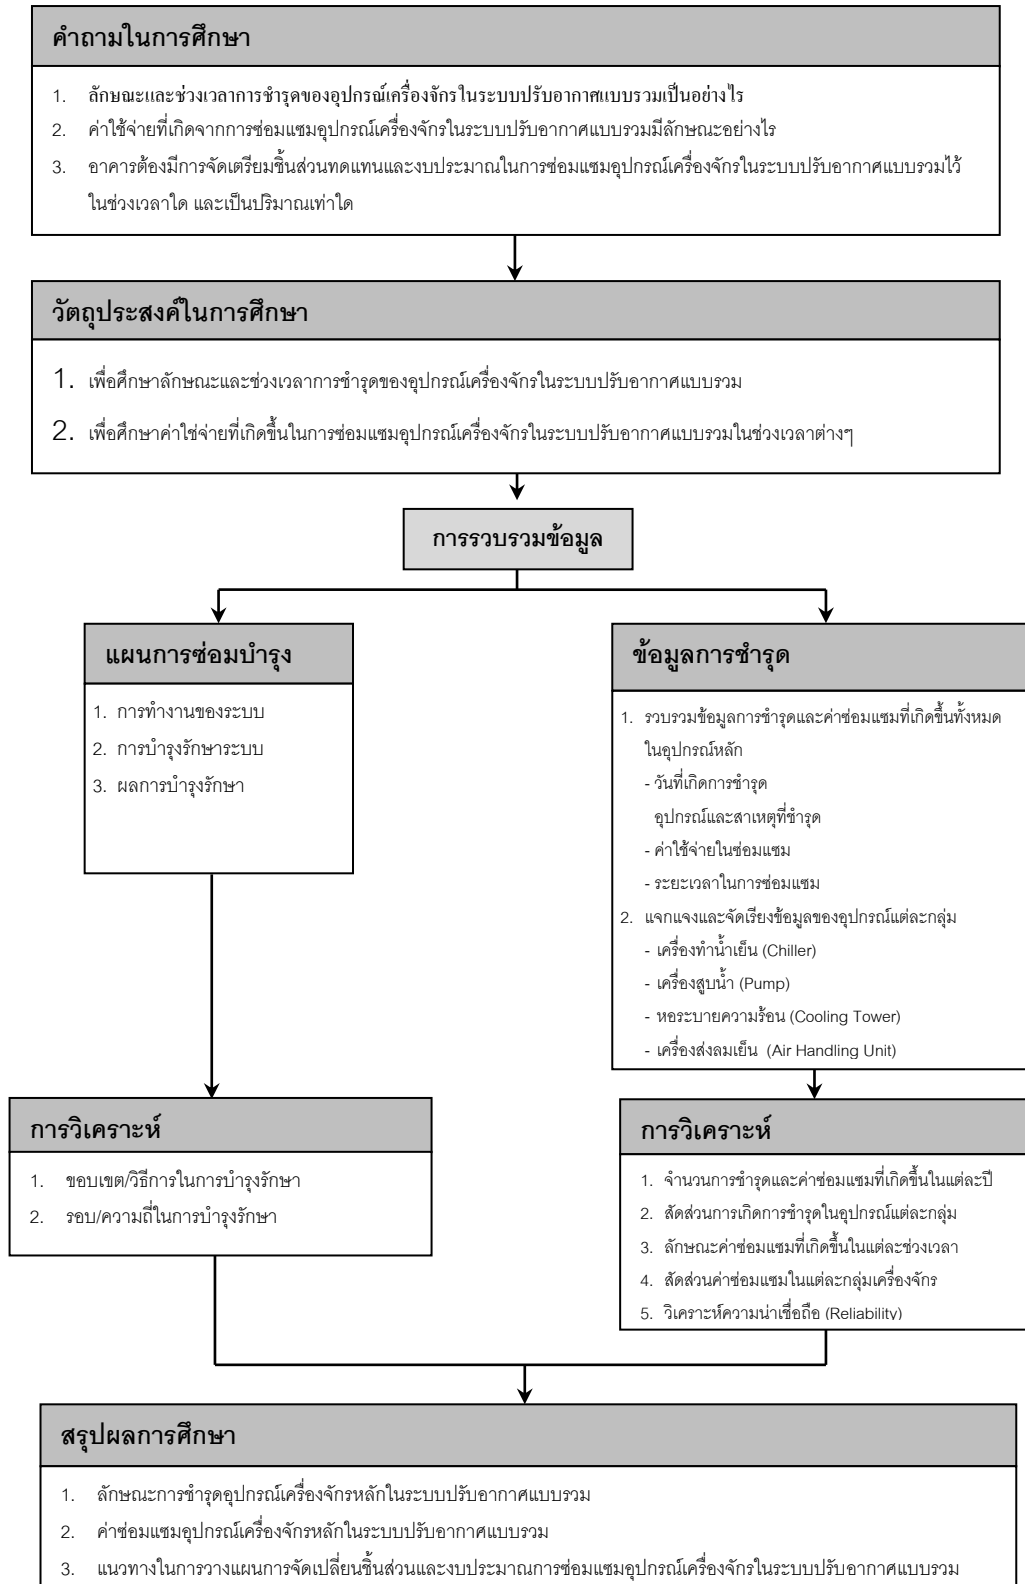 คำถามในการศึกษา
1. ลักษณะและช่วงเวลาการชำรุดของอุปกรณ์เครื่องจักรในระบบปรับอากาศแบบรวมเป็นอย่างไร
2. ค่าใช้จ่ายที่เกิดจากการซ่อมแซมอุปกรณ์เครื่องจักรในระบบปรับอากาศแบบรวมมีลักษณะอย่างไร
3. อาคารต้องมีการจัดเตรียมชิ้นส่วนทดแทนและงบประมาณในการซ่อมแซมอุปกรณ์เครื่องจักรในระบบปรับอากาศแบบรวมไว้
ในช่วงเวลาใด และเป็นปริมาณเท่าใด
วัตถุประสงค์ในการศึกษา
1. เพื่อศึกษาลักษณะและช่วงเวลาการชำรุดของอุปกรณ์เครื่องจักรในระบบปรับอากาศแบบรวม
2. เพื่อศึกษาค่าใช่จ่ายที่เกิดขึ้นในการซ่อมแซมอุปกรณ์เครื่องจักรในระบบปรับอากาศแบบรวมในช่วงเวลาต่างๆ
การรวบรวมข้อมูล
แผนการซ่อมบำรุง
1. การทำงานของระบบ
2. การบำรุงรักษาระบบ
3. ผลการบำรุงรักษา
ข้อมูลการชำรุด
1. รวบรวมข้อมูลการชำรุดและค่าซ่อมแซมที่เกิดขึ้นทั้งหมด
ในอุปกรณ์หลัก
- วันที่เกิดการชำรุด
อุปกรณ์และสาเหตุที่ชำรุด
- ค่าใช้จ่ายในซ่อมแซม
- ระยะเวลาในการซ่อมแซม
2. แจกแจงและจัดเรียงข้อมูลของอุปกรณ์แต่ละกลุ่ม
- เครื่องทำน้ำเย็น (Chiller)
- เครื่องสูบน้ำ (Pump)
- หอระบายความร้อน (Cooling Tower)
- เครื่องส่งลมเย็น (Air Handling Unit)
การวิเคราะห์
1. ขอบเขต/วิธีการในการบำรุงรักษา
2. รอบ/ความถี่ในการบำรุงรักษา
การวิเคราะห์
1. จำนวนการชำรุดและค่าซ่อมแซมที่เกิดขึ้นในแต่ละปี
2. สัดส่วนการเกิดการชำรุดในอุปกรณ์แต่ละกลุ่ม
3. ลักษณะค่าซ่อมแซมที่เกิดขึ้นในแต่ละช่วงเวลา
4. สัดส่วนค่าซ่อมแซมในแต่ละกลุ่มเครื่องจักร
5. วิเคราะห์ความน่าเชื่อถือ (Reliability)
สรุปผลการศึกษา
1. ลักษณะการชำรุดอุปกรณ์เครื่องจักรหลักในระบบปรับอากาศแบบรวม
2. ค่าซ่อมแซมอุปกรณ์เครื่องจักรหลักในระบบปรับอากาศแบบรวม
3. แนวทางในการวางแผนการจัดเปลี่ยนชิ้นส่วนและงบประมาณการซ่อมแซมอุปกรณ์เครื่องจักรในระบบปรับอากาศแบบรวม